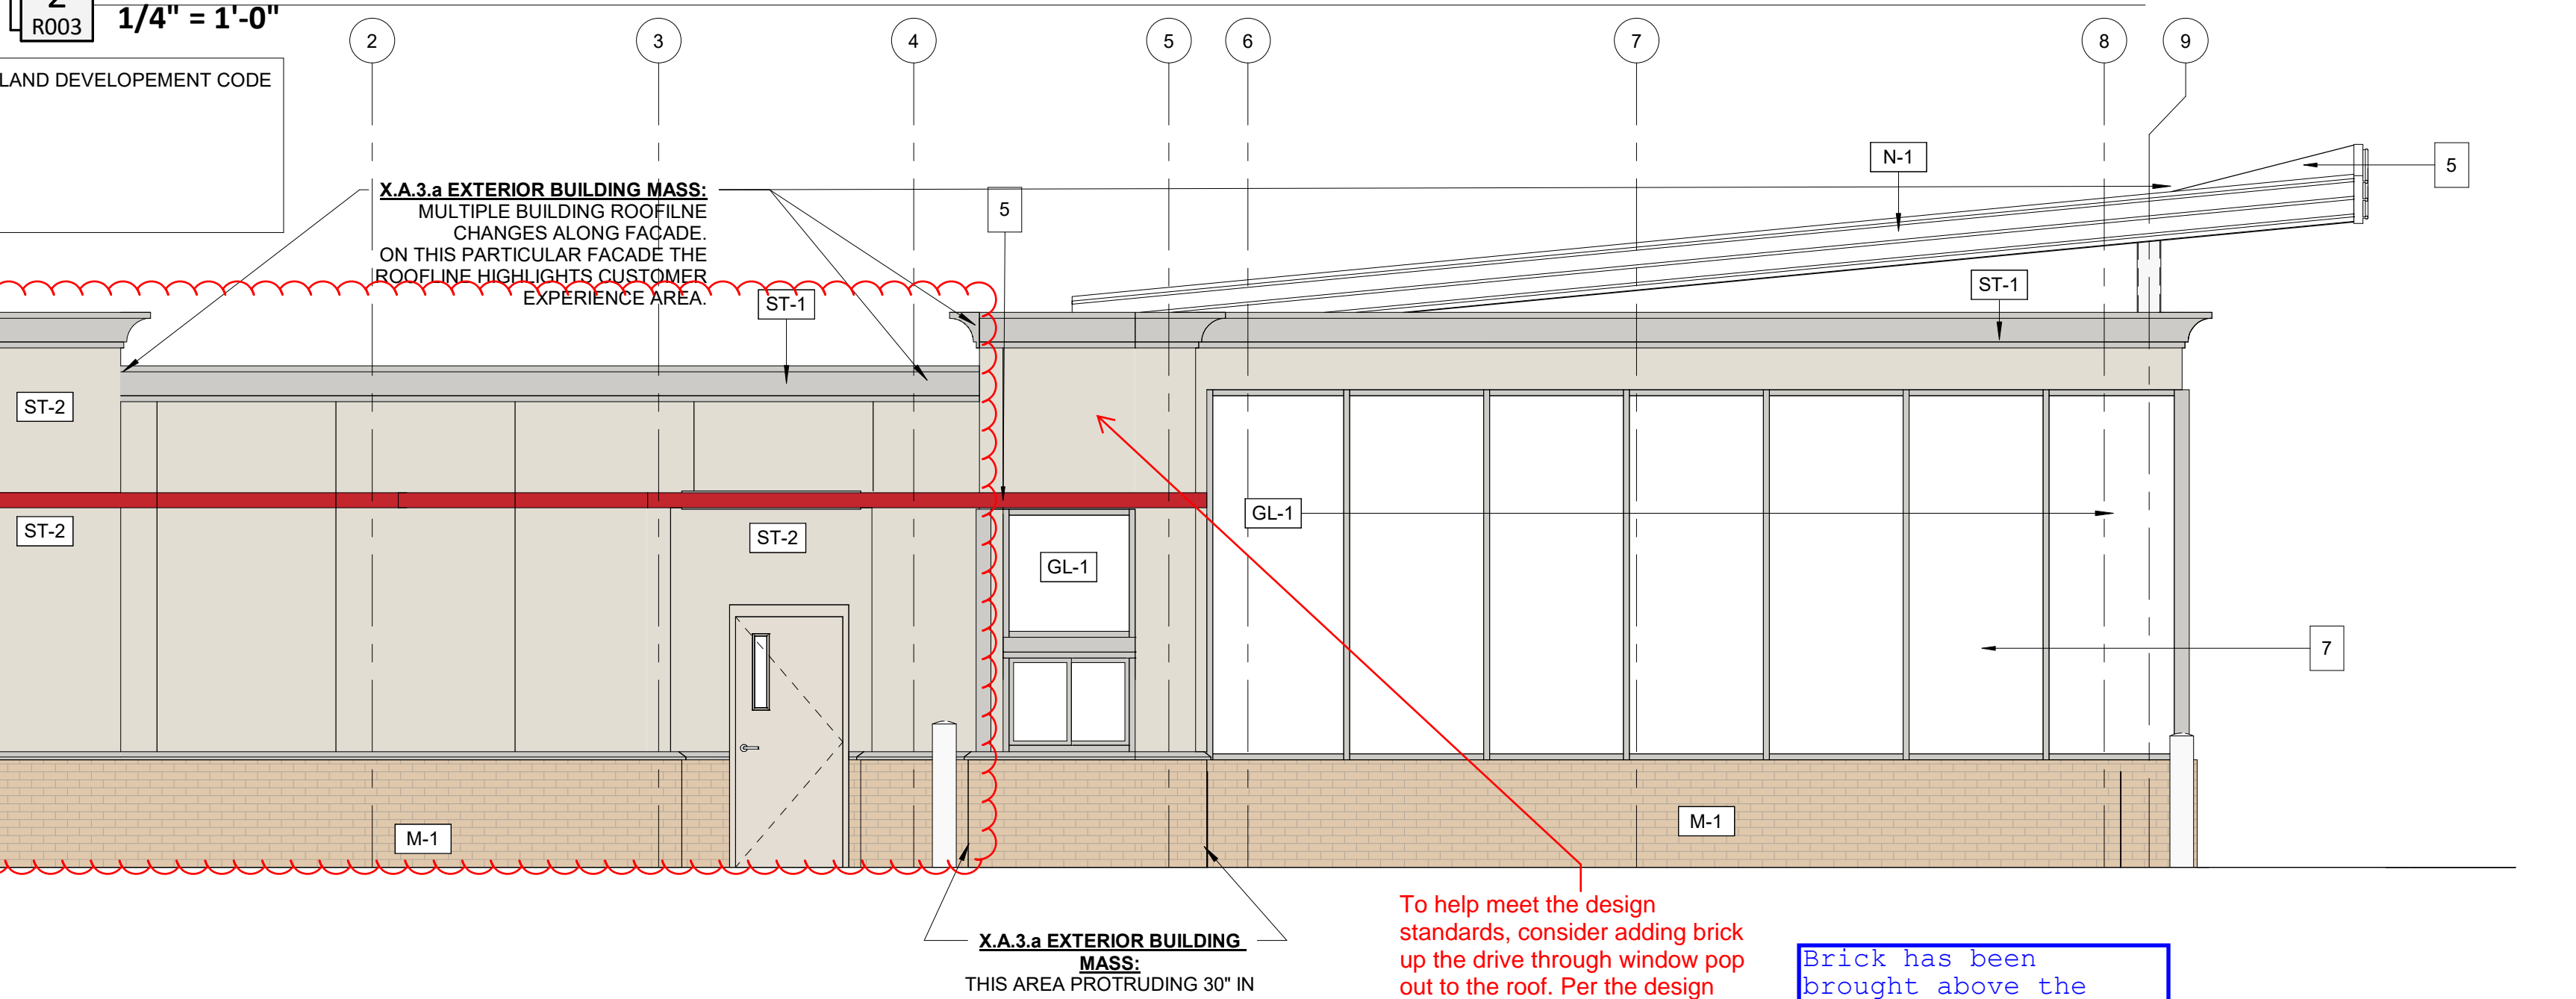 2
R003
1/4" = 1'-0"
2
3
4
5
6
7
8
9
LAND DEVELOPEMENT CODE
N-1
5
X.A.3.a EXTERIOR BUILDING MASS:
MULTIPLE BUILDING ROOFILNE
CHANGES ALONG FACADE.
ON THIS PARTICULAR FACADE THE
ROOFLINE HIGHLIGHTS CUSTOMER
EXPERIENCE AREA.
5
ST-1
ST-1
ST-2
ST-2
ST-2
GL-1
GL-1
7
M-1
M-1
X.A.3.a EXTERIOR BUILDING
MASS:
THIS AREA PROTRUDING 30" IN
To help meet the design
standards, consider adding brick
up the drive through window pop
out to the roof. Per the design
Brick has been
brought above the